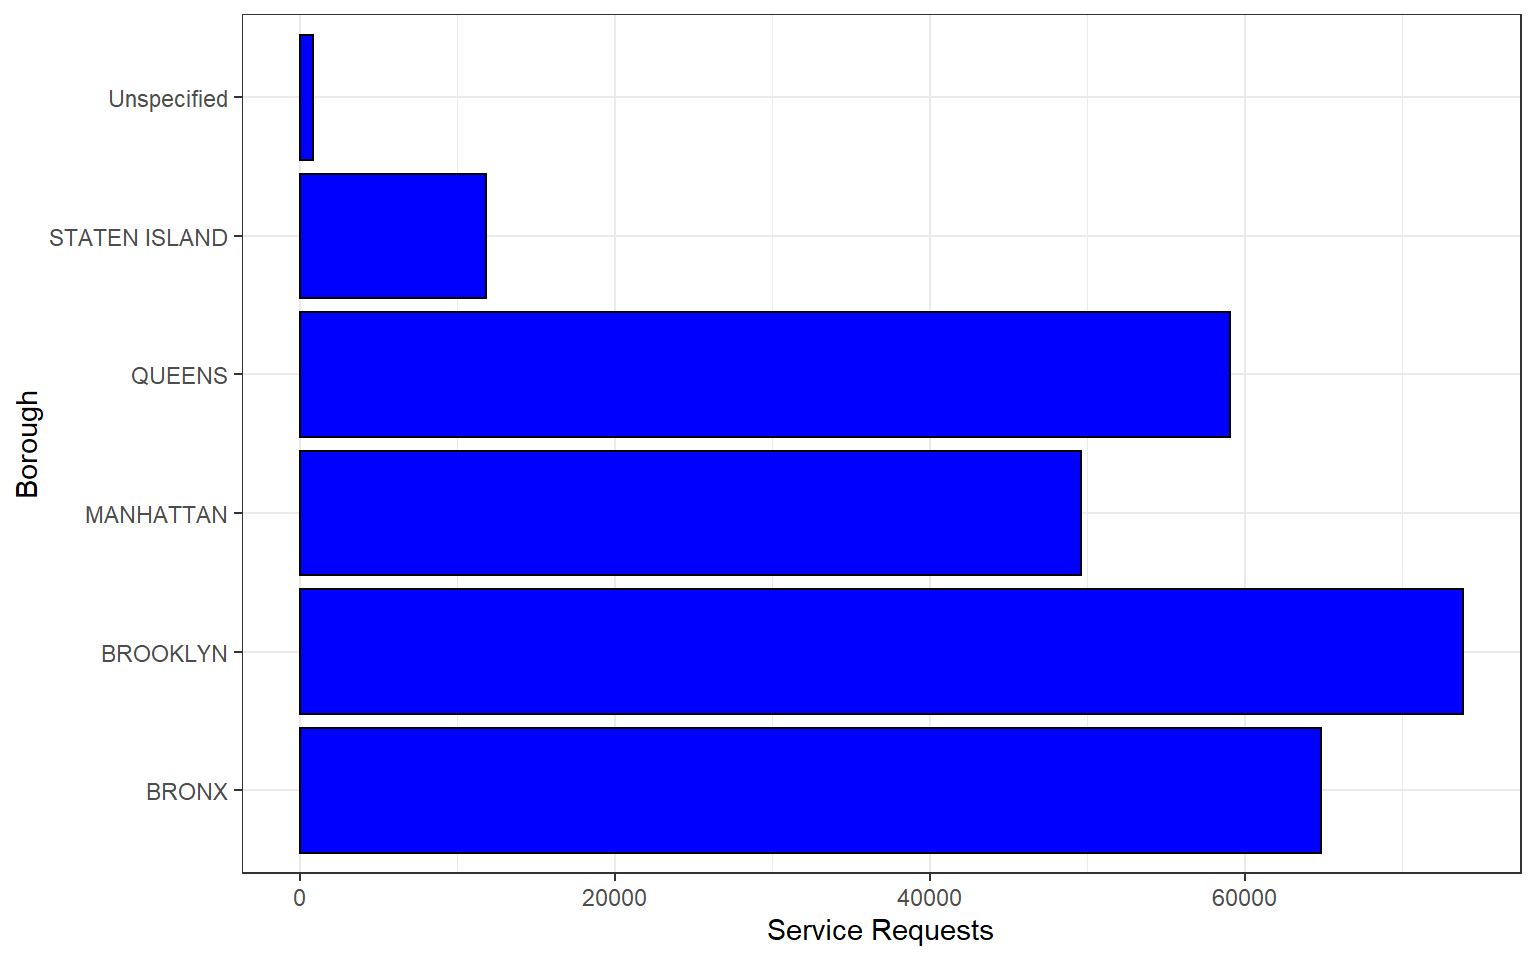 Unspecified
STATEN ISLAND
QUEENS
MANHATTAN
BROOKLYN
BRONX
Borough
0 20000 40000 60000
Service Requests